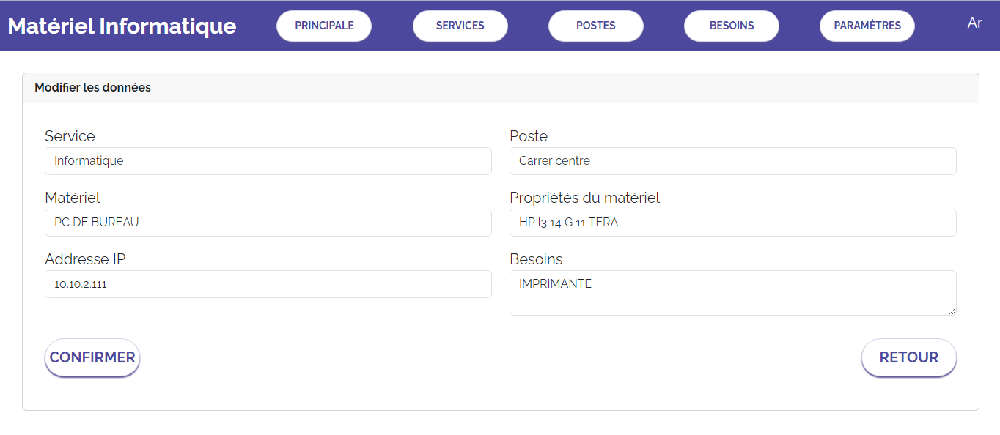 Matériel Informatique
PRINCIPALE
SERVICES
POSTES
BESOINS
PARAMÈTRES
Ar
Modifier les données
Service
Poste
Informatique
Carrer centre
Matériel
Propriétés du matériel
PC DE BUREAU
HP I3 14 G 11 TERA
Addresse IP
Besoins
10.10.2.111
IMPRIMANTE
CONFIRMER
RETOUR